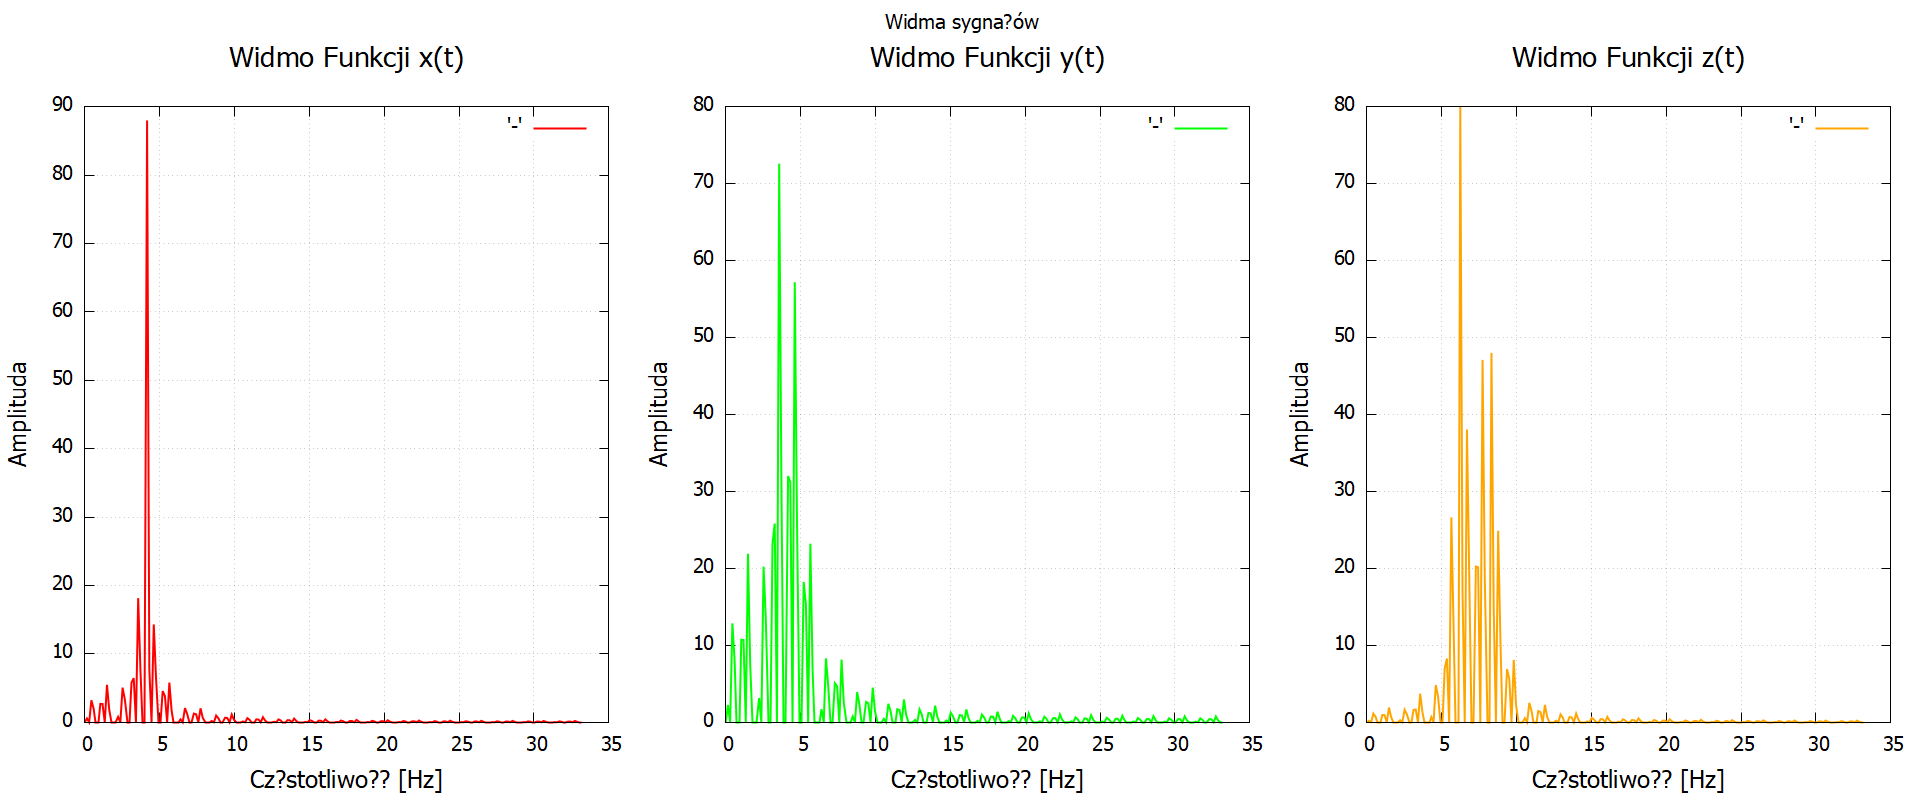 Widma sygna?ów
Widmo Funkcji x(t)
90
80
70
60
50
40
30
20
10
0
0 5 10 15 20 25 30 35
Amplituda
Cz?stotliwo?? [Hz]
'-'
Widmo Funkcji y(t)
80
70
60
50
40
30
20
10
0
0 5 10 15 20 25 30 35
Amplituda
Cz?stotliwo?? [Hz]
'-'
Widmo Funkcji z(t)
80
70
60
50
40
30
20
10
0
0 5 10 15 20 25 30 35
Amplituda
Cz?stotliwo?? [Hz]
'-'